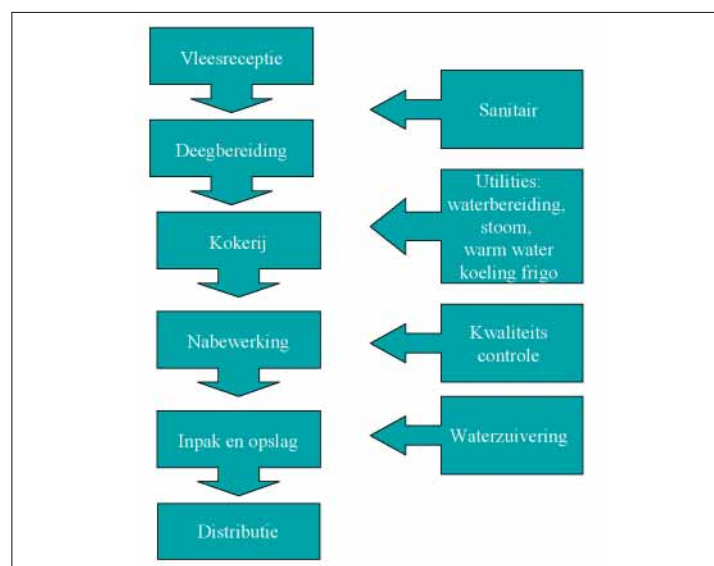 Vleesreceptie
Deegbereiding
Kokerij
Nabewerking
Inpak en opslag
Distributie
Sanitair
Utilities:
waterbereiding,
stoom,
warm water
koeling frigo
Kwaliteits
controle
Waterzuivering